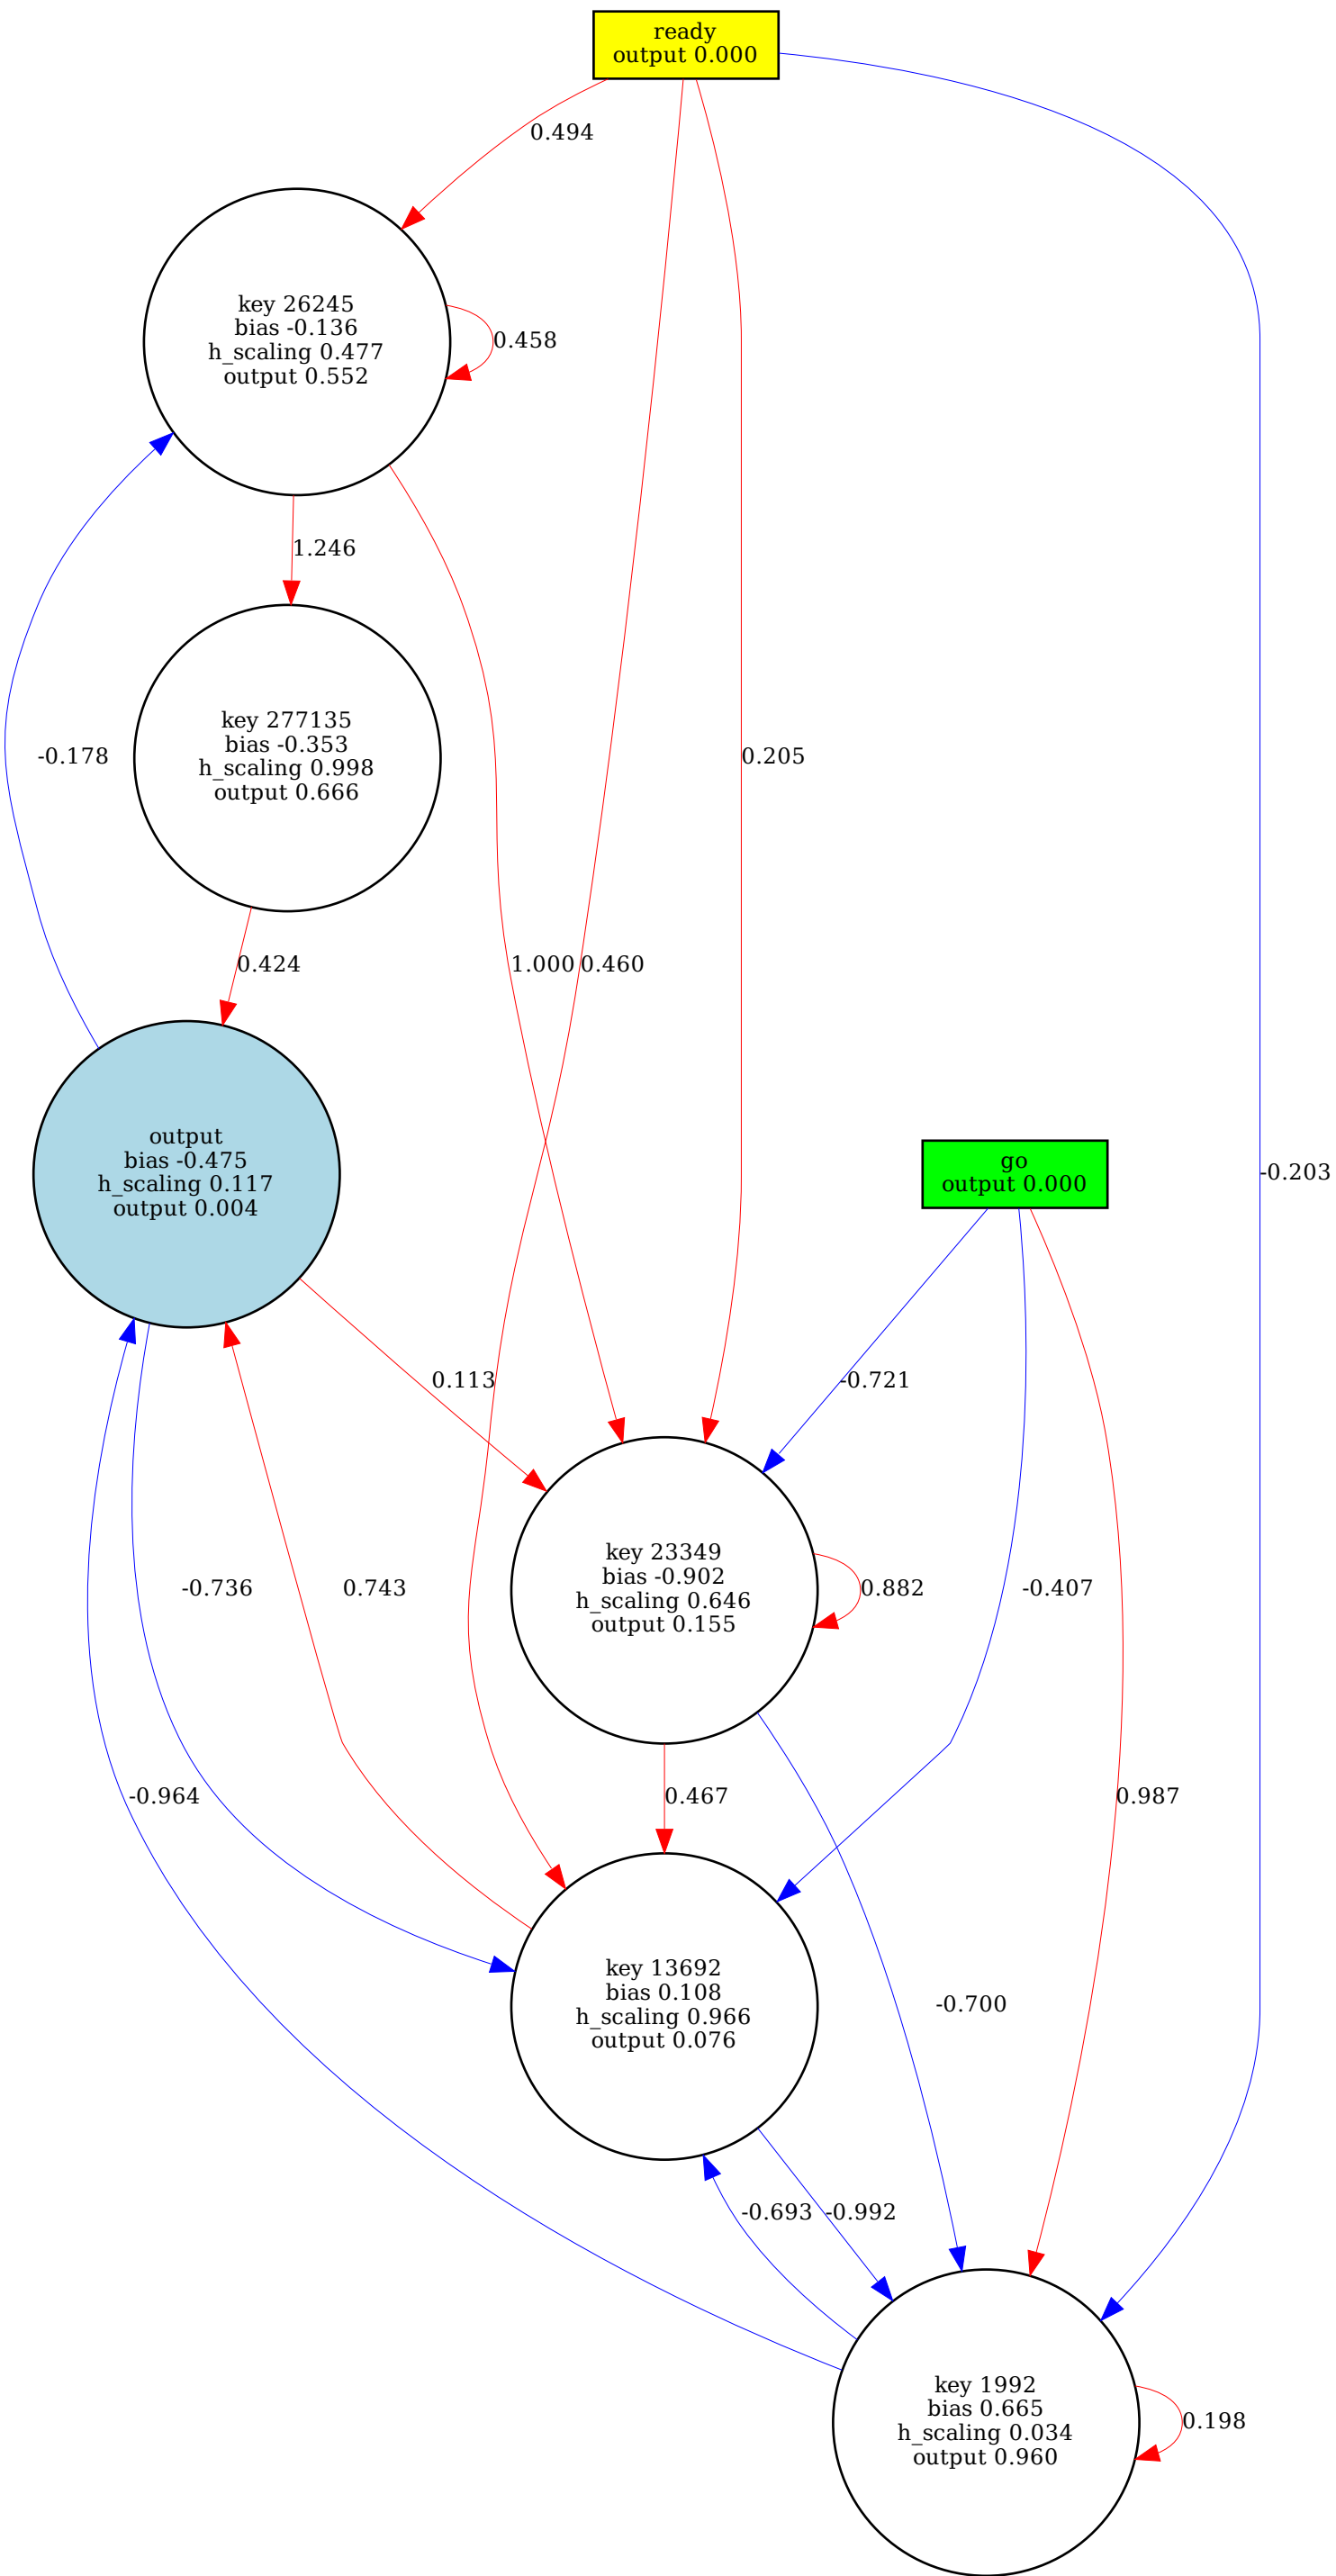 ready
output 0.000
0.494
key 26245
bias -0.136
h_scaling 0.477
output 0.552
0.458
1.246
key 277135
bias -0.353
h_scaling 0.998
output 0.666
-0.178
0.205
0.424
1.000
0.460
output
bias -0.475
h_scaling 0.117
output 0.004
go
output 0.000
-0.203
0.113
-0.721
key 23349
bias -0.902
h_scaling 0.646
output 0.155
0.882
-0.736
0.743
-0.407
-0.964
0.467
0.987
key 13692
bias 0.108
h_scaling 0.966
output 0.076
-0.700
-0.693
-0.992
key 1992
bias 0.665
h_scaling 0.034
output 0.960
0.198